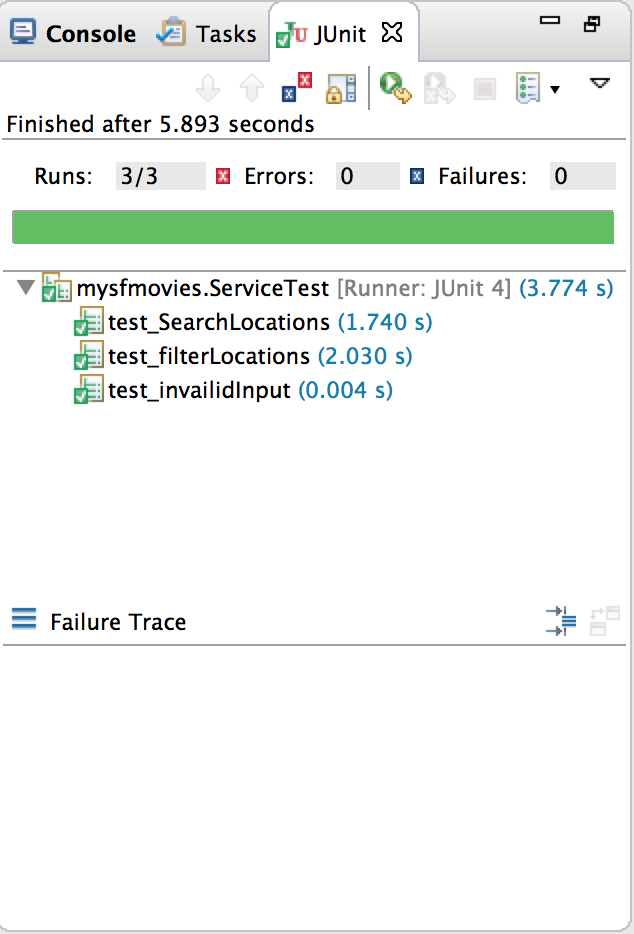 Console Tasks JUnit
Finished after 5.893 seconds
Runs: 3/3 Errors: 0 Failures: 0
mysfmovies.ServiceTest [Runner: JUnit 4] (3.774 s)
test_SearchLocations (1.740 s)
test_filterLocations (2.030 s)
test_invailidInput (0.004 s)
Failure Trace